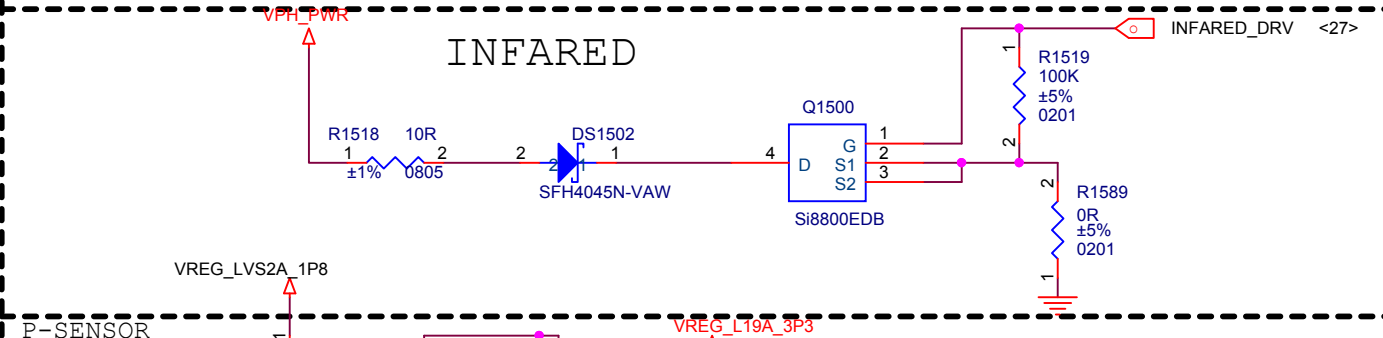 VPH_PWR
INFARED
INFARED_DRV <27>
1
R1519
100K
±5%
0201
2
Q1500
R1518 10R
1 2
±1% 0805
DS1502
2 2 1 1
SFH4045N-VAW
4 D
G 1
S1 2
S2 3
Si8800EDB
2
R1589
0R
±5%
0201
1
VREG_LVS2A_1P8
P-SENSOR
1
VREG_L19A_3P3